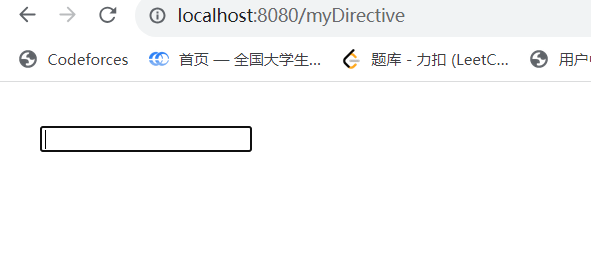 localhost:8080/myDirective
Codeforces 首页 — 全国大学生... 题库 - 力扣 (LeetC... 用户